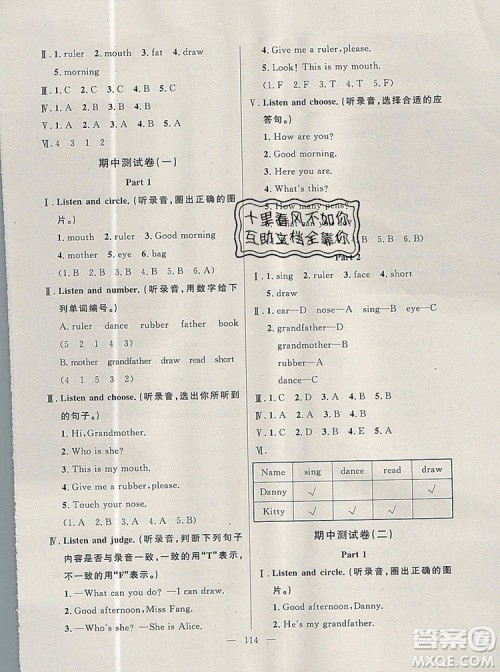 Ⅱ. 1. ruler 2. mouth 3. fat 4. draw
5. morning
Ⅲ. 1. C 2. C 3. A 4. A 5. C
Ⅳ. 1. A 2. B 3. A 4. B 5. B
Ⅴ. 1. A 2. B 3. A 4. B 5. B
Ⅵ. 4 3 1 2
期中测试卷(一)
Part 1
Ⅰ. Listen and circle. (听录音,圈出正确的图
片。)
1. mouth 2. Good morning
3. father 4. robot 5. ruler
6. mother 7. eye 8. bag
Ⅱ. Listen and number. (听录音,用数字给下
列单词编号。)
A. ruler dance rubber father book
(5 1 4 2 3)
B. mother grandfather draw read short
(4 1 5 3 2)
Ⅲ. Listen and choose. (听录音,选出你所听到
的句子。)
1. Hi, Grandmother.
2. Who is she?
3. This is my mouth.
4. Give me a ruler, please.
5. Touch your nose.
(1. B 2. A 3. B 4. B 5. A)
Ⅳ. Listen and judge. (听录音,判断下列句子
内容是否与录音一致,一致的用"T"表示,
不一致的用"F"表示。)
1. —What can you do? —I can draw.
2. Good afternoon, Miss Fang.
3. —Who's she? —She is Alice.
4. Give me a ruler, please.
5. Look! This is my mouth.
(1. F 2. F 3. T 4. T 5. F)
Ⅴ. Listen and choose. (听录音,选择合适的应
答句。)
1. Good morning!
2. How are you?
3. Who is he?
4. What's this?
5. How many pens?
6. B)
十里春风不如你
互助文档全靠你
Part 2
Ⅰ. 1. sing 2. ruler 3. face 4. short
5. draw
Ⅱ. 1. ear—D nose—A sing—E eye—B
2. grandfather—D mother—E
rubber—A
dance—C
Ⅲ. 1. C 2. D 3. A 4. E 5. B
Ⅳ. 1. C 2. B 3. C 4. A 5. A
Ⅴ. 1. A 2. A 3. B 4. A 5. B
Ⅵ.
Name sing dance read draw
Danny √ √
Kitty √ √
期中测试卷(二)
Part 1
Ⅰ. Listen and circle. (听录音,圈出正确的图
片。)
1. Good afternoon, Danny.
2. grandmother
114
答案圈
MXQE.COM